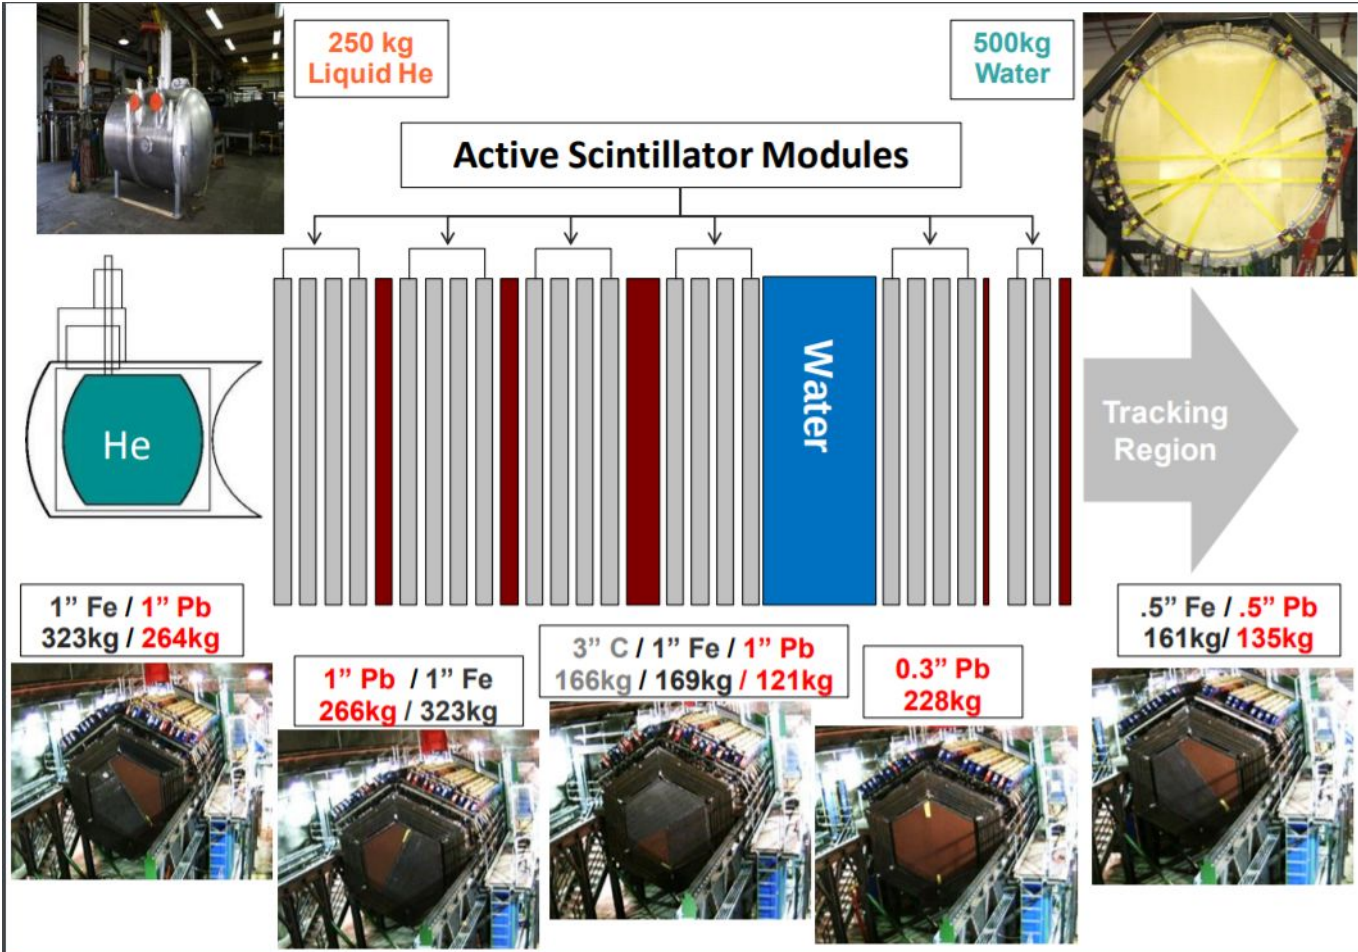 250 kg
Liquid He
500kg
Water
Active Scintillator Modules
He
Water
Tracking
Region
1” Fe / 1” Pb
323kg / 264kg
1” Pb / 1” Fe
266kg / 323kg
3” C / 1” Fe / 1” Pb
166kg / 169kg / 121kg
0.3” Pb
228kg
.5” Fe / .5” Pb
161kg/ 135kg